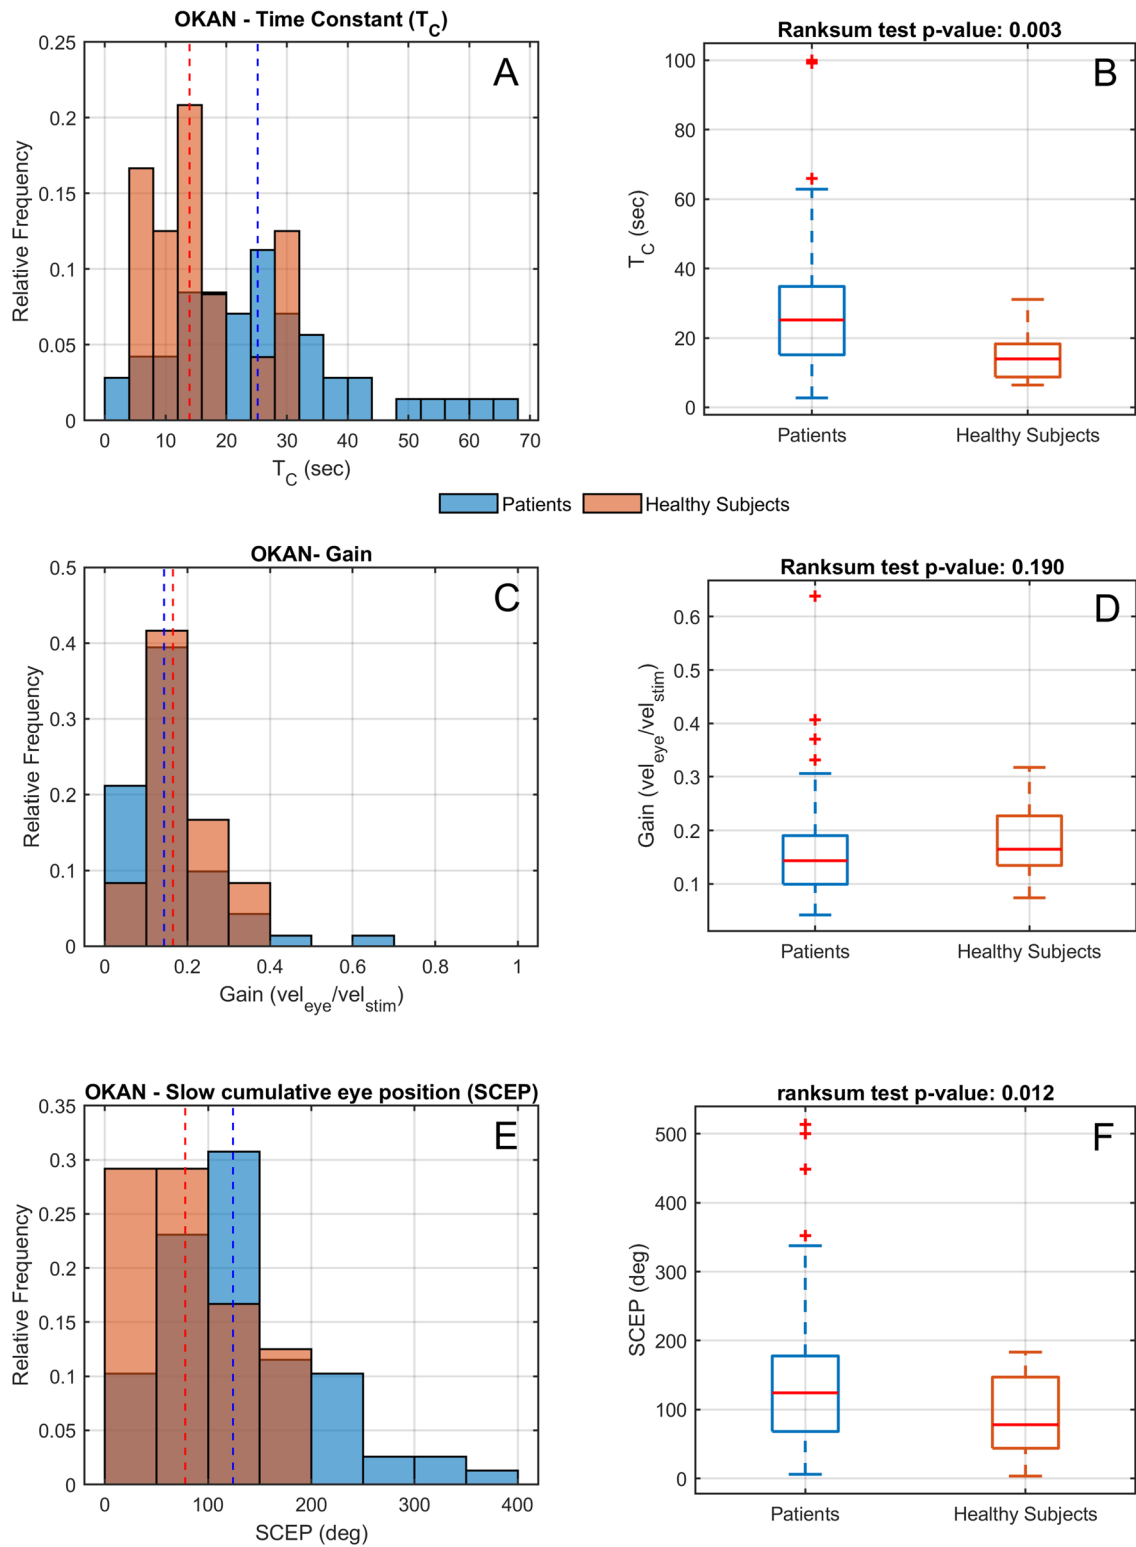 OKAN - Time Constant (T_C)
A
0.25
0.2
0.15
0.1
0.05
0
Relative Frequency
0 10 20 30 40 50 60 70
T_C (sec)
Ranksum test p-value: 0.003
B
100
80
60
40
20
0
T_C (sec)
Patients Healthy Subjects
Patients Healthy Subjects
OKAN- Gain
C
0.5
0.4
0.3
0.2
0.1
0
Relative Frequency
0 0.2 0.4 0.6 0.8 1
Gain (vel_eye/vel_stim)
Ranksum test p-value: 0.190
D
0.6
0.5
0.4
0.3
0.2
0.1
Gain (vel_eye/vel_stim)
Patients Healthy Subjects
OKAN - Slow cumulative eye position (SCEP)
E
0.35
0.3
0.25
0.2
0.15
0.1
0.05
0
Relative Frequency
0 100 200 300 400
SCEP (deg)
ranksum test p-value: 0.012
F
500
400
300
200
100
0
SCEP (deg)
Patients Healthy Subjects